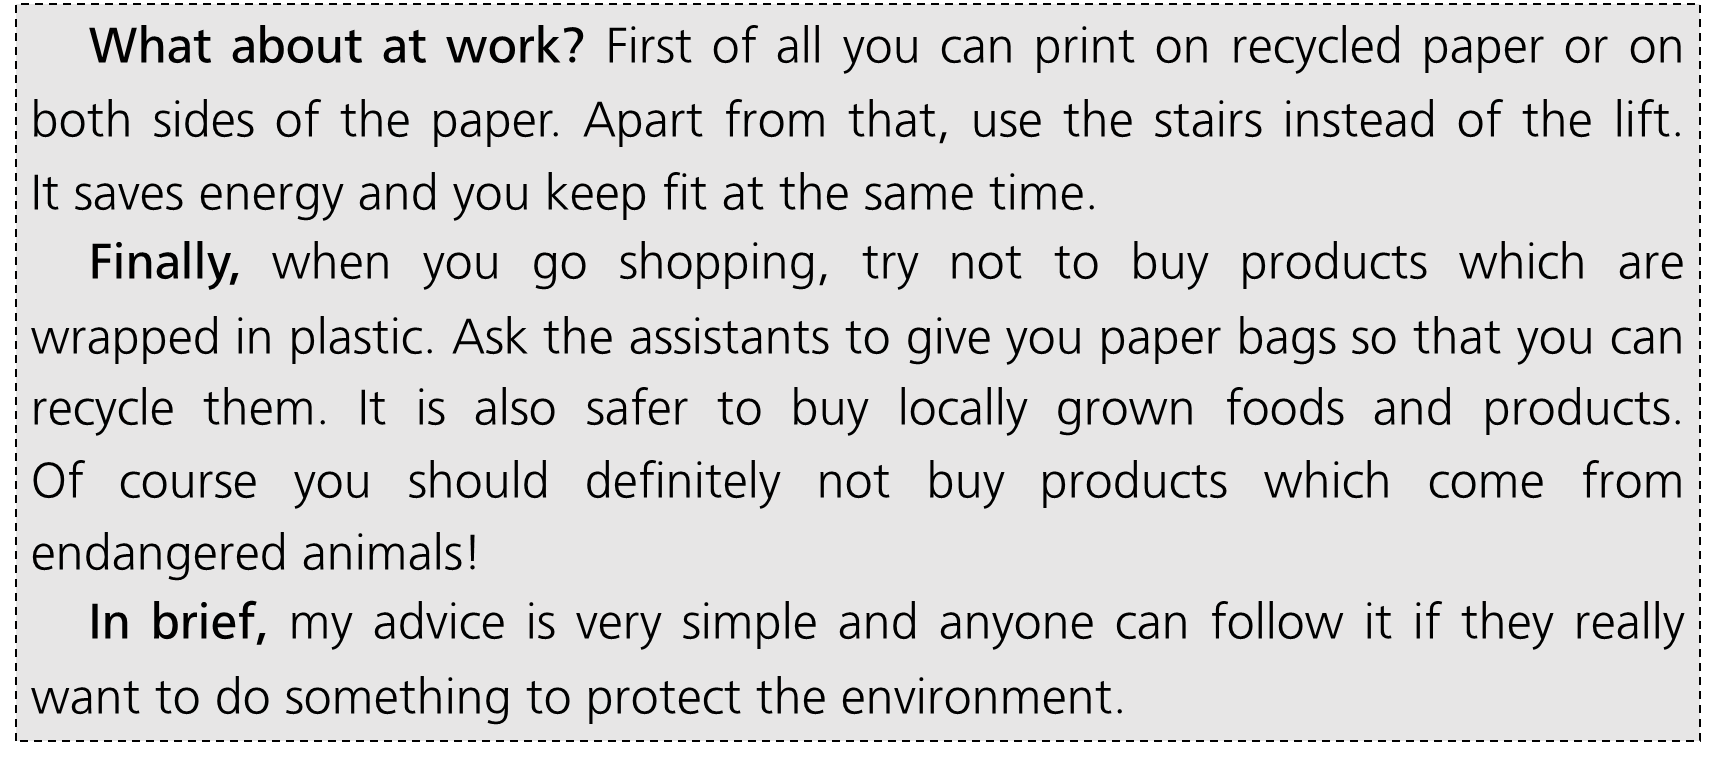 What about at work? First of all you can print on recycled paper or on
both sides of the paper. Apart from that, use the stairs instead of the lift.
It saves energy and you keep fit at the same time.
Finally, when you go shopping, try not to buy products which are
wrapped in plastic. Ask the assistants to give you paper bags so that you can
recycle them. It is also safer to buy locally grown foods and products.
Of course you should definitely not buy products which come from
endangered animals!
In brief, my advice is very simple and anyone can follow it if they really
want to do something to protect the environment.